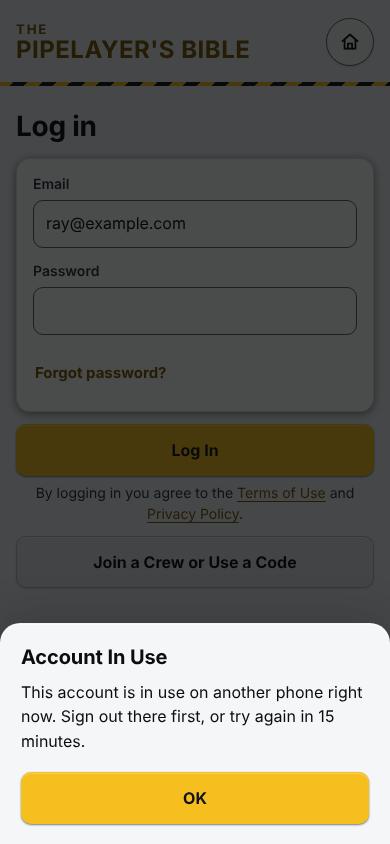 THE
PIPELAYER'S BIBLE
Log in
Email
ray@example.com
Password
Forgot password?
Log In
By logging in you agree to the Terms of Use and
Privacy Policy.
Join a Crew or Use a Code
Account In Use
This account is in use on another phone right
now. Sign out there first, or try again in 15
minutes.
OK